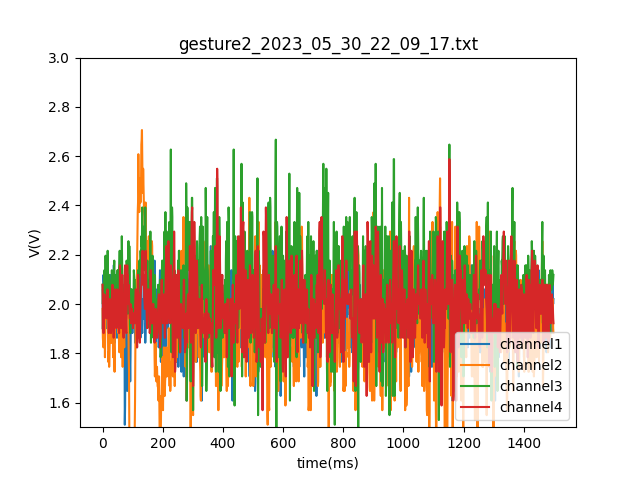 gesture2_2023_05_30_22_09_17.txt
3.0
2.8
2.6
2.4
2.2
2.0
1.8
1.6
V(V)
channel1
channel2
channel3
channel4
0 200 400 600 800 1000 1200 1400
time(ms)